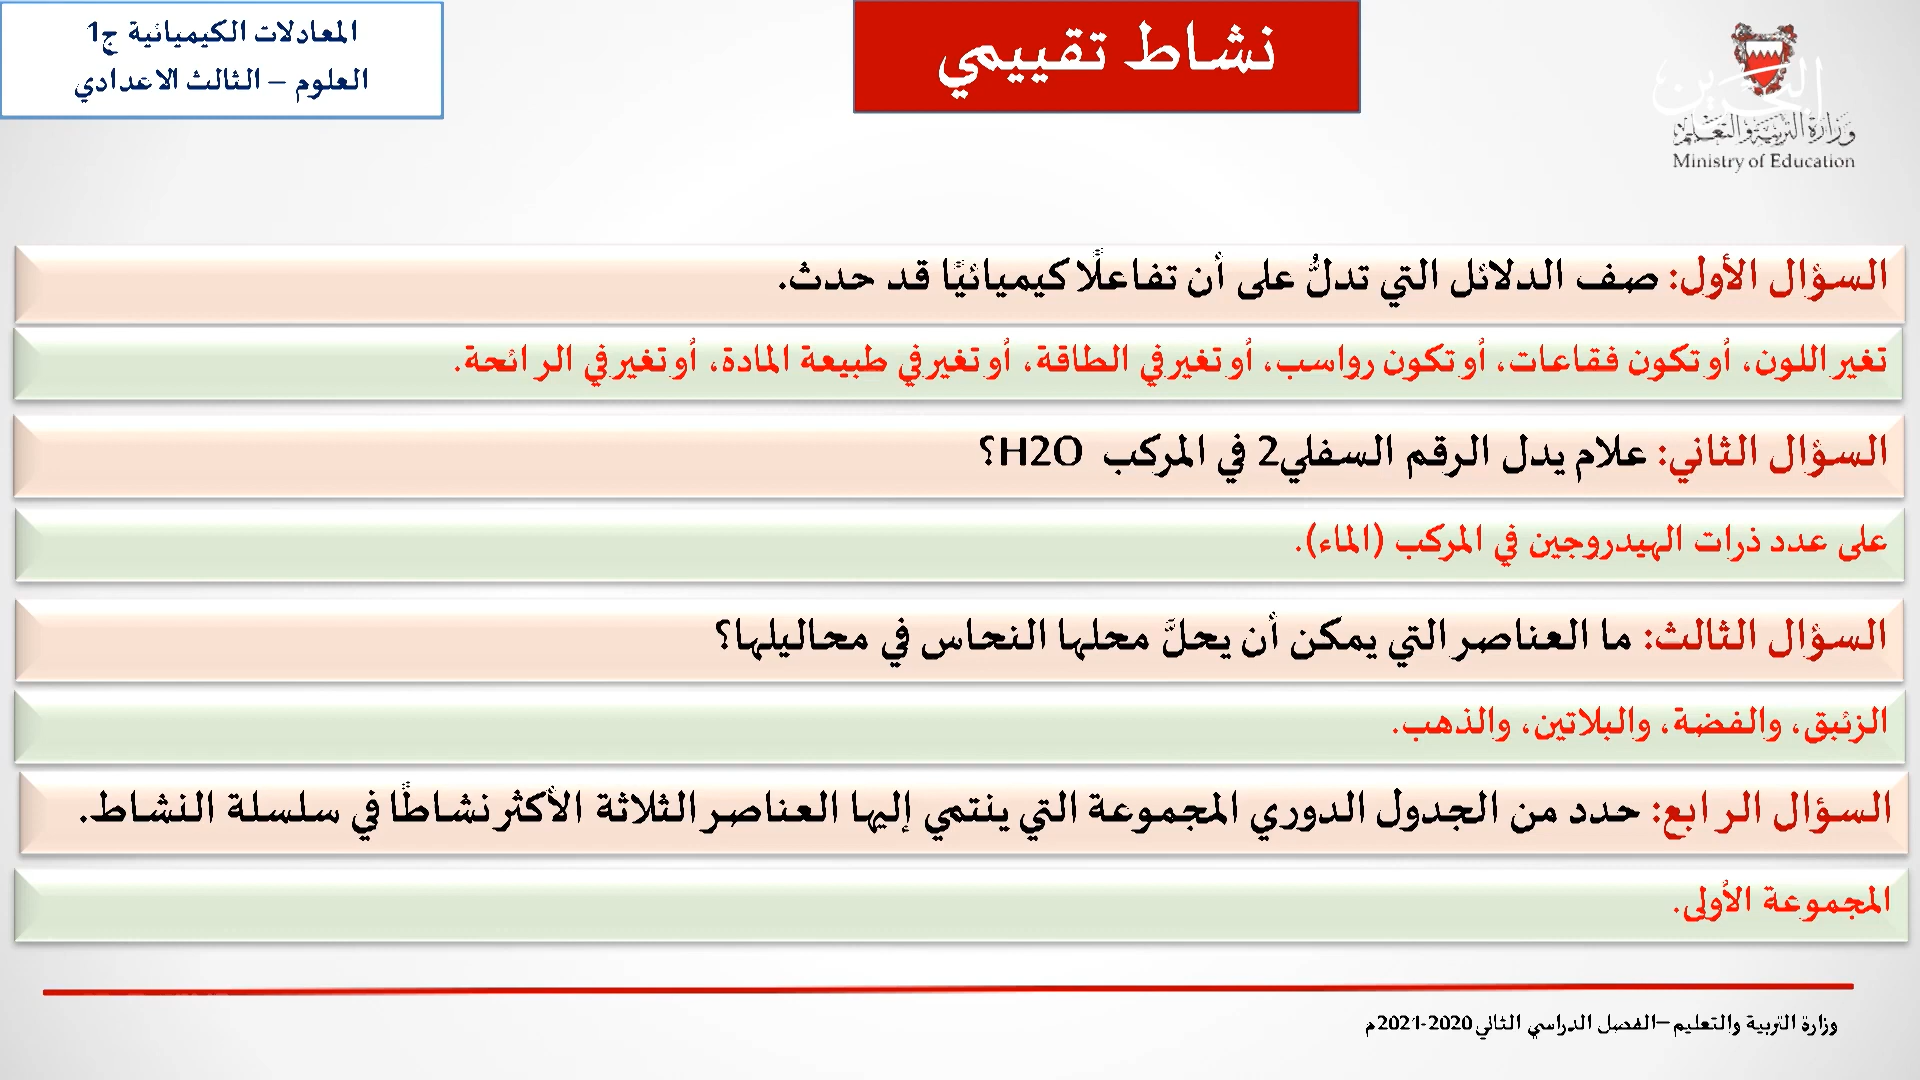 المعادلات الكيميائية ج1
العلوم – الثالث الاعدادي
نشاط تقييمي
البحرين
وزارة التربية والتعليم
Ministry of Education
السؤال الأول: صف الدلائل التي تدلُّ على أن تفاعلًا كيميائيًا قد حدث.
تغير اللون، أو تكون فقاعات، أو تكون رواسب، أو تغير في الطاقة، أو تغير في طبيعة المادة، أو تغير في الرائحة.
السؤال الثاني: علام يدل الرقم السفلي2 في المركب H2O؟
على عدد ذرات الهيدروجين في المركب (الماء).
السؤال الثالث: ما العناصر التي يمكن أن يحلَّ محلها النحاس في محاليلها؟
الزئبق، والفضة، والبلاتين، والذهب.
السؤال الرابع: حدد من الجدول الدوري المجموعة التي ينتمي إليها العناصر الثلاثة الأكثر نشاطًا في سلسلة النشاط.
المجموعة الأولى.
وزارة التربية والتعليم –الفصل الدراسي الثاني 2020-2021م